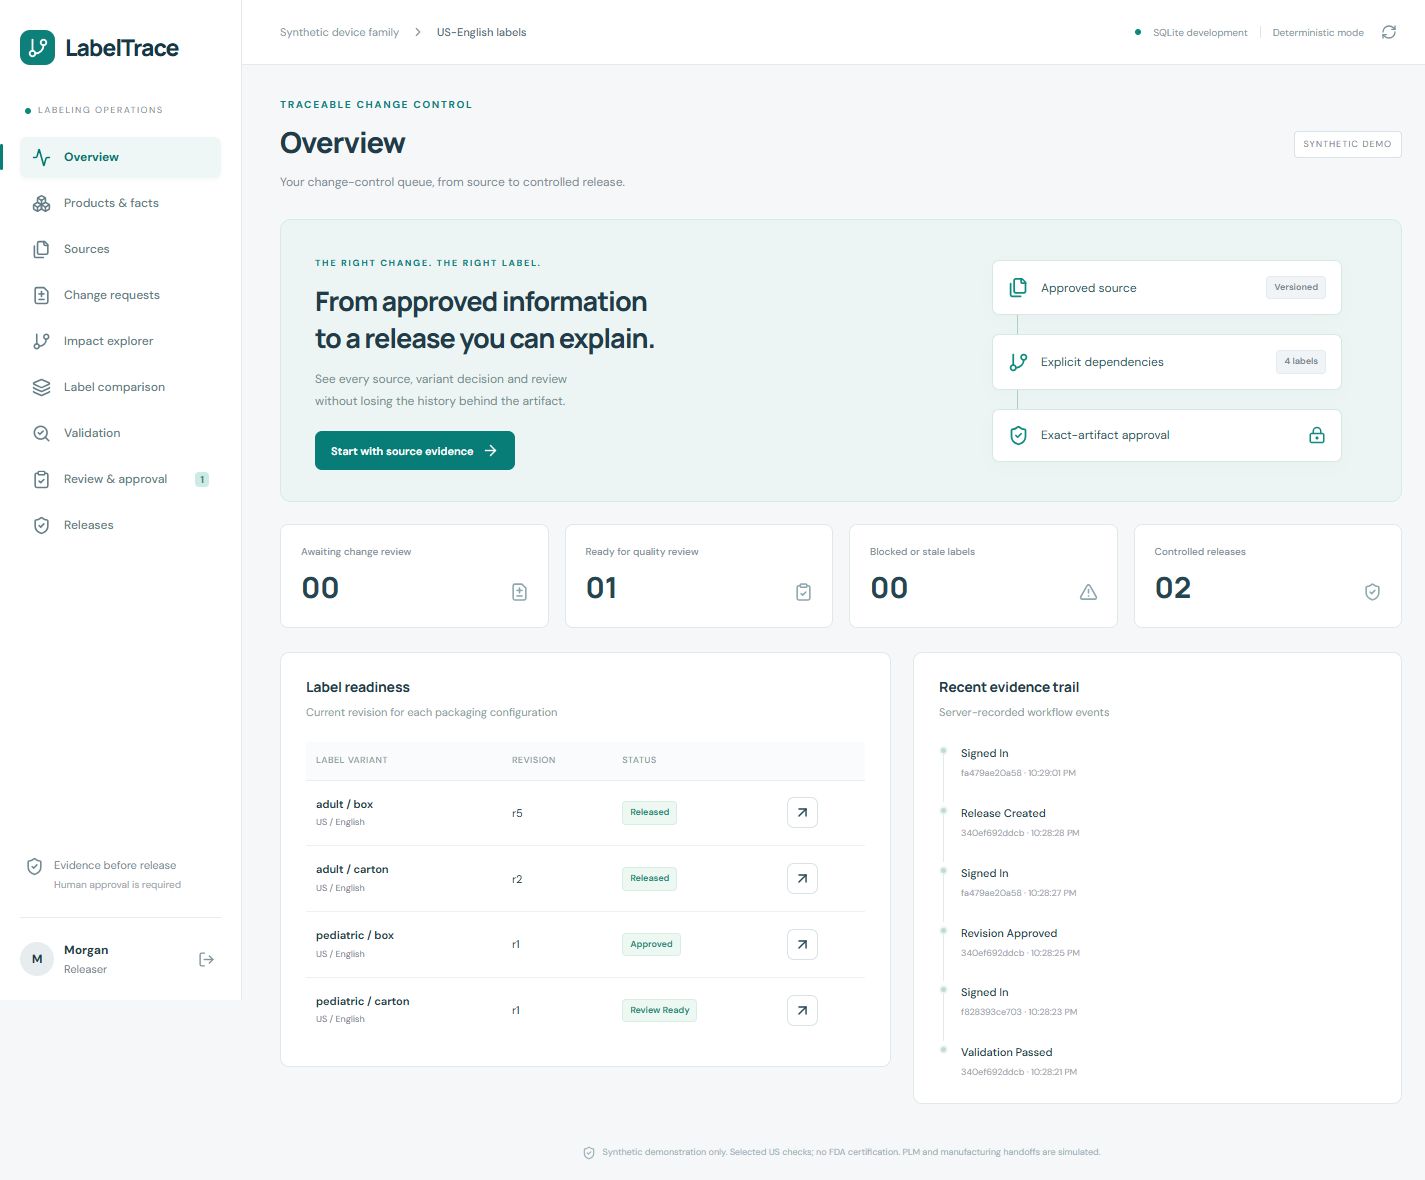 LabelTrace
LABELING OPERATIONS
Overview
Products & facts
Sources
Change requests
Impact explorer
Label comparison
Validation
Review & approval 1
Releases
Evidence before release
Human approval is required
M
Morgan
Releaser
Synthetic device family US-English labels
SQLite development Deterministic mode
TRACEABLE CHANGE CONTROL
Overview
SYNTHETIC DEMO
Your change-control queue, from source to controlled release.
THE RIGHT CHANGE. THE RIGHT LABEL.
From approved information
to a release you can explain.
See every source, variant decision and review
without losing the history behind the artifact.
Start with source evidence
Approved source Versioned
Explicit dependencies 4 labels
Exact-artifact approval
Awaiting change review
00
Ready for quality review
01
Blocked or stale labels
00
Controlled releases
02
Label readiness
Current revision for each packaging configuration
LABEL VARIANT REVISION STATUS
adult / box
US / English
r5 Released
adult / carton
US / English
r2 Released
pediatric / box
US / English
r1 Approved
pediatric / carton
US / English
r1 Review Ready
Recent evidence trail
Server-recorded workflow events
Signed In
fa479ae20a58 · 10:29:01 PM
Release Created
340ef692ddcb · 10:28:28 PM
Signed In
fa479ae20a58 · 10:28:27 PM
Revision Approved
340ef692ddcb · 10:28:25 PM
Signed In
f828393ce703 · 10:28:23 PM
Validation Passed
340ef692ddcb · 10:28:21 PM
Synthetic demonstration only. Selected US checks; no FDA certification. PLM and manufacturing handoffs are simulated.